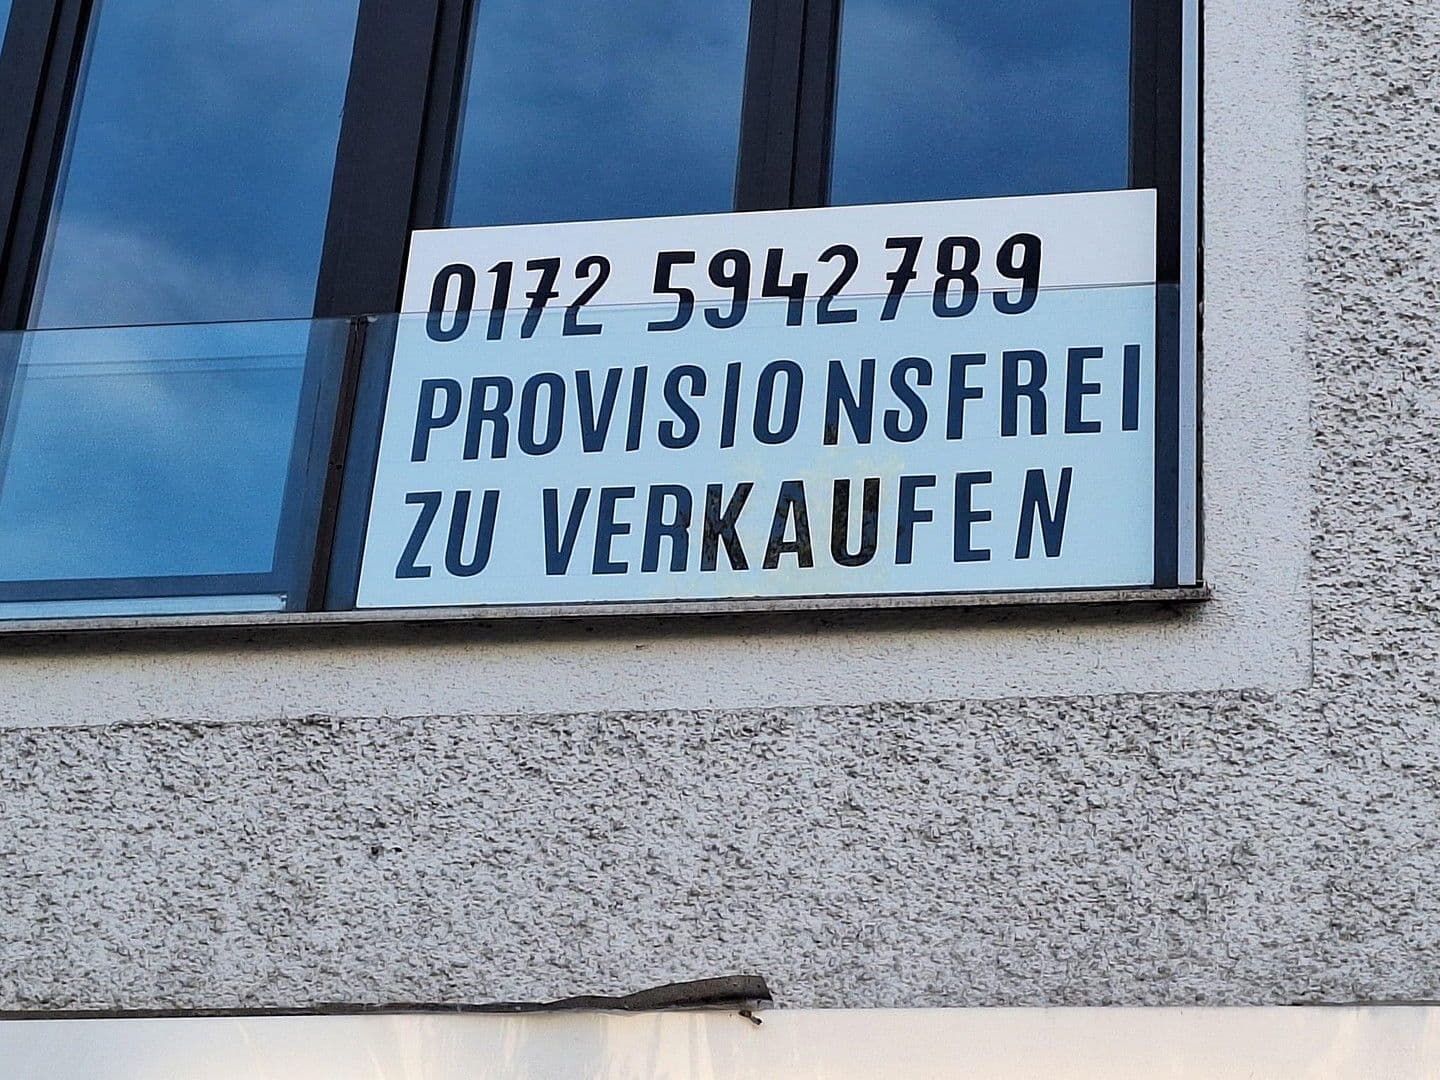 0172 5942789
PROVISIONSFREI
ZU VERKAUFEN